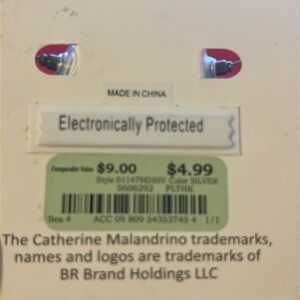 MADE IN CHINA
Electronically Protected
Comparable Value $9.00 $4.99
Style 011479HHHV Color SILVER
5606292 FLTHK
Sea 4 ACC 09 809 54353745 4 1/1
The Catherine Malandrino trademarks,
names and logos are trademarks of
BR Brand Holdings LLC